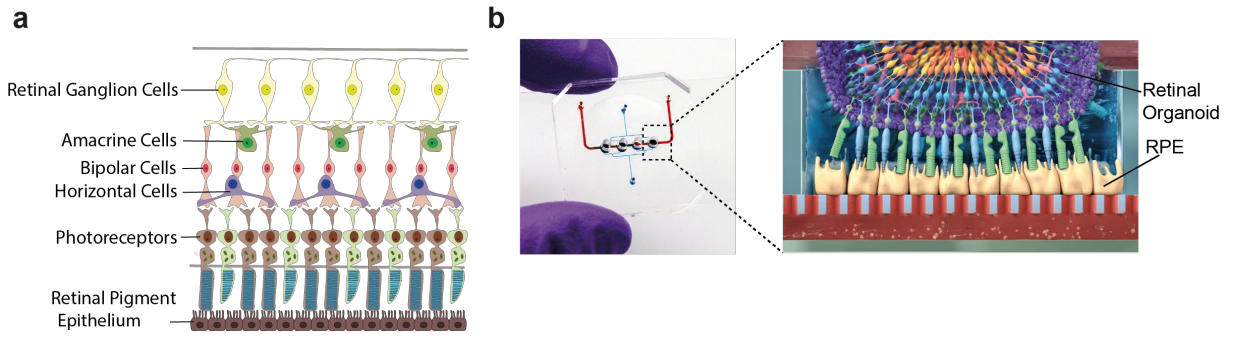 a
Retinal Ganglion Cells
Amacrine Cells
Bipolar Cells
Horizontal Cells
Photoreceptors
Retinal Pigment
Epithelium
b
Retinal
Organoid
RPE